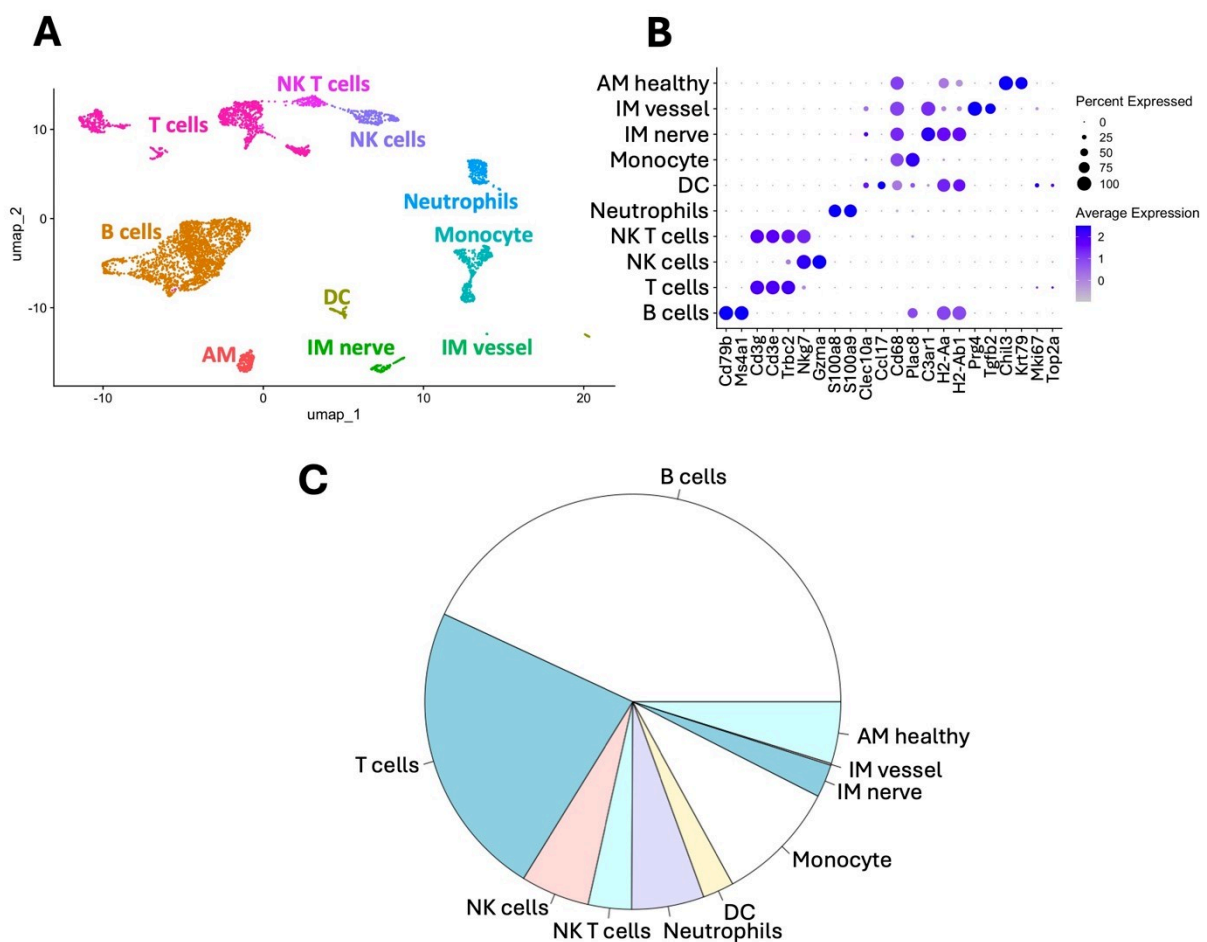 A
NK T cells
T cells
NK cells
Neutrophils
B cells
Monocyte
DC
AM
IM nerve
IM vessel
10
0
-10
umap_2
-10
0
10
20
umap_1
B
AM healthy
IM vessel
IM nerve
Monocyte
DC
Neutrophils
NK T cells
NK cells
T cells
B cells
Cd79b
Ms4a1
Cd3g
Cd3e
Trbc2
Nkg7
Gzma
S100a8
S100a9
Clec10a
Ccl17
Cd68
Plac8
C3ar1
H2-Aa
H2-Ab1
Prg4
Tgfb2
Chil3
Krt79
Mki67
Top2a
Percent Expressed
0
25
50
75
100
Average Expression
2
1
0
C
B cells
AM healthy
IM vessel
IM nerve
T cells
Monocyte
NK cells
DC
NK T cells
Neutrophils